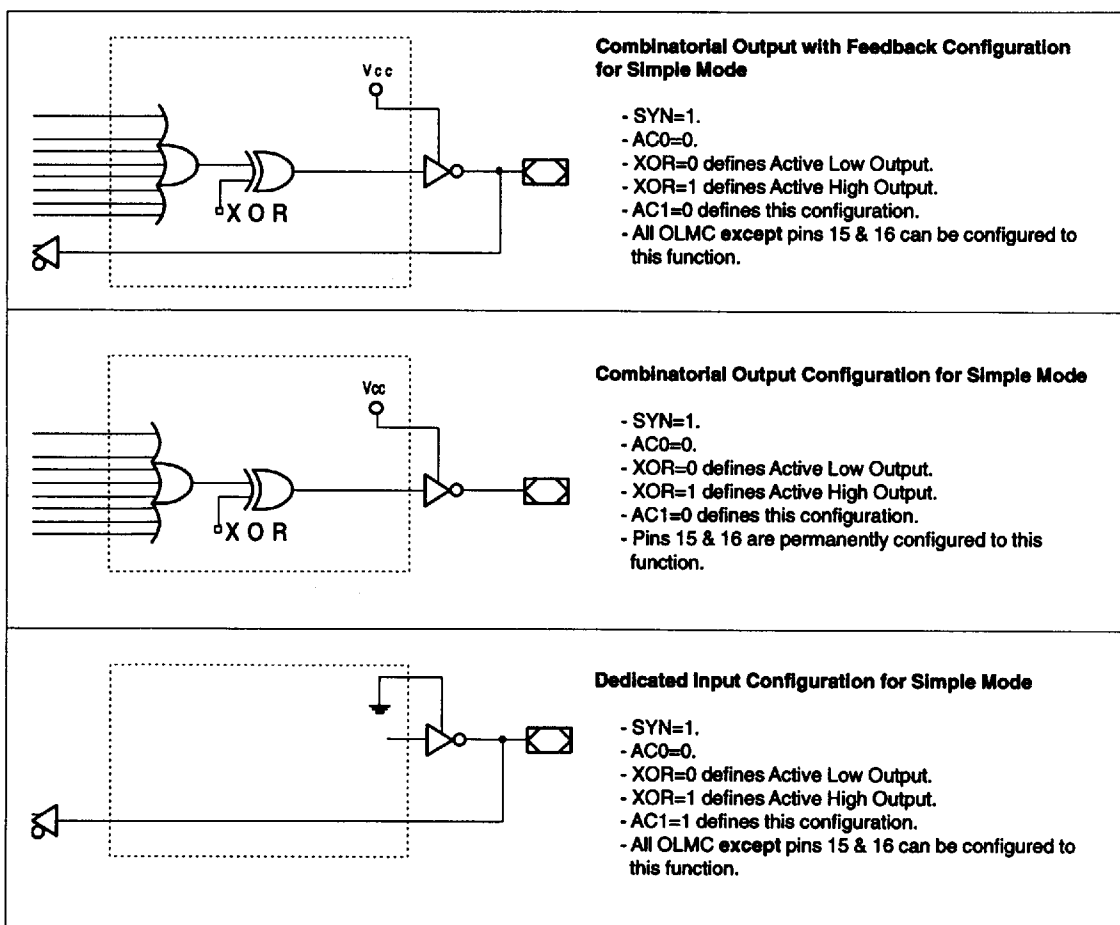 Combinatorial Output with Feedback Configuration
for Simple Mode
Vcc
- SYN=1.
- AC0=0.
- XOR=0 defines Active Low Output.
- XOR=1 defines Active High Output.
- AC1=0 defines this configuration.
- All OLMC except pins 15 & 16 can be configured to
this function.
XOR
Combinatorial Output Configuration for Simple Mode
Vcc
- SYN=1.
- AC0=0.
- XOR=0 defines Active Low Output.
- XOR=1 defines Active High Output.
- AC1=0 defines this configuration.
- Pins 15 & 16 are permanently configured to this
function.
XOR
Dedicated Input Configuration for Simple Mode
- SYN=1.
- AC0=0.
- XOR=0 defines Active Low Output.
- XOR=1 defines Active High Output.
- AC1=1 defines this configuration.
- All OLMC except pins 15 & 16 can be configured to
this function.